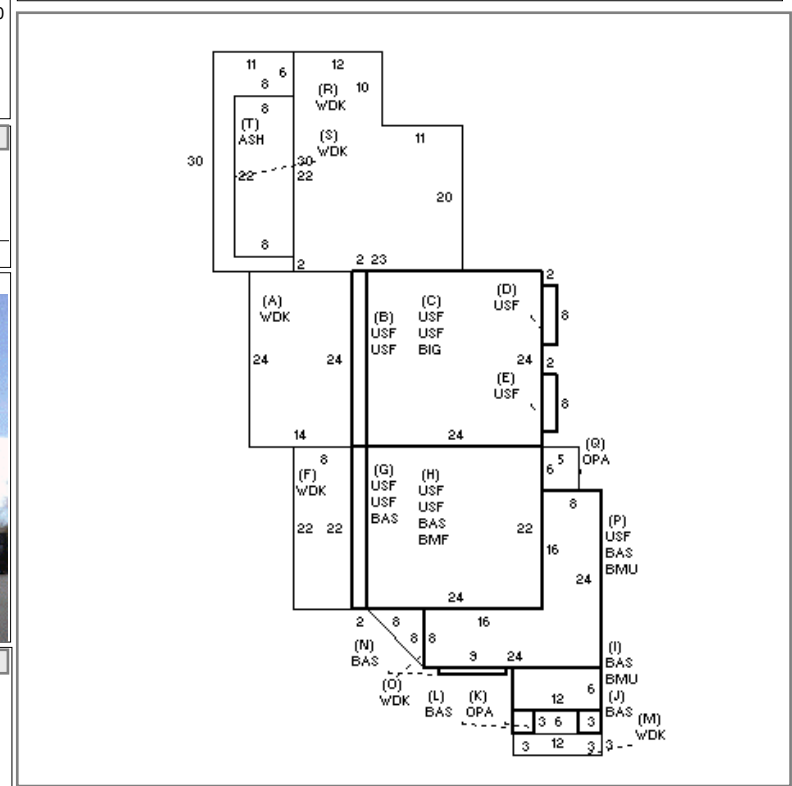 11
6
12
8
(R)
WDK
10
8
(T)
ASH
(S)
WDK
11
30
30
22
22
20
8
2
2 23
2
(A)
WDK
(B)
USF
USF
(C)
USF
USF
BIG
(D)
USF
8
24
24
24
2
(E)
USF
8
14
24
(Q)
OPA
8
5
6
(F)
WDK
(G)
USF
USF
BAS
(H)
USF
USF
BAS
BMF
8
22 22
22
16
(P)
USF
BAS
BMU
24
24
2
8
16
8
8
(N)
BAS
9
24
(I)
BAS
BMU
(O)
WDK
6
12
(L)
BAS
(K)
OPA
(J)
BAS
3 6
3
(M)
WDK
3
12
3
3